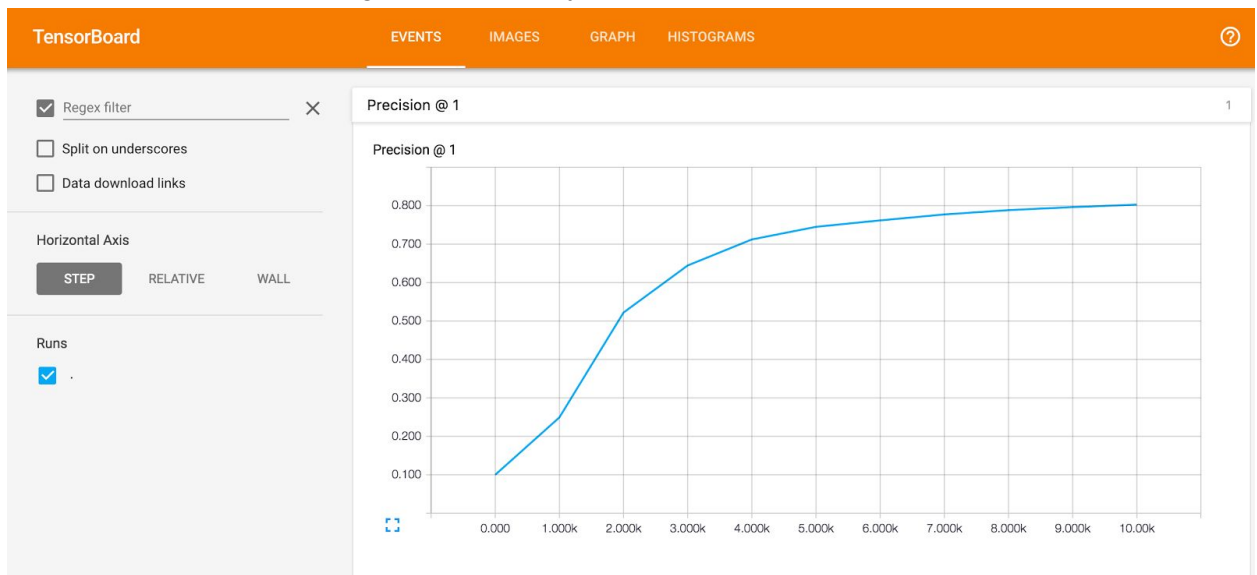 TensorBoard EVENTS IMAGES GRAPH HISTOGRAMS ?
Regex filter
Split on underscores
Data download links
Horizontal Axis
STEP RELATIVE WALL
Runs
.
Precision @ 1 1
Precision @ 1
0.800
0.700
0.600
0.500
0.400
0.300
0.200
0.100
0.000 1.000k 2.000k 3.000k 4.000k 5.000k 6.000k 7.000k 8.000k 9.000k 10.00k